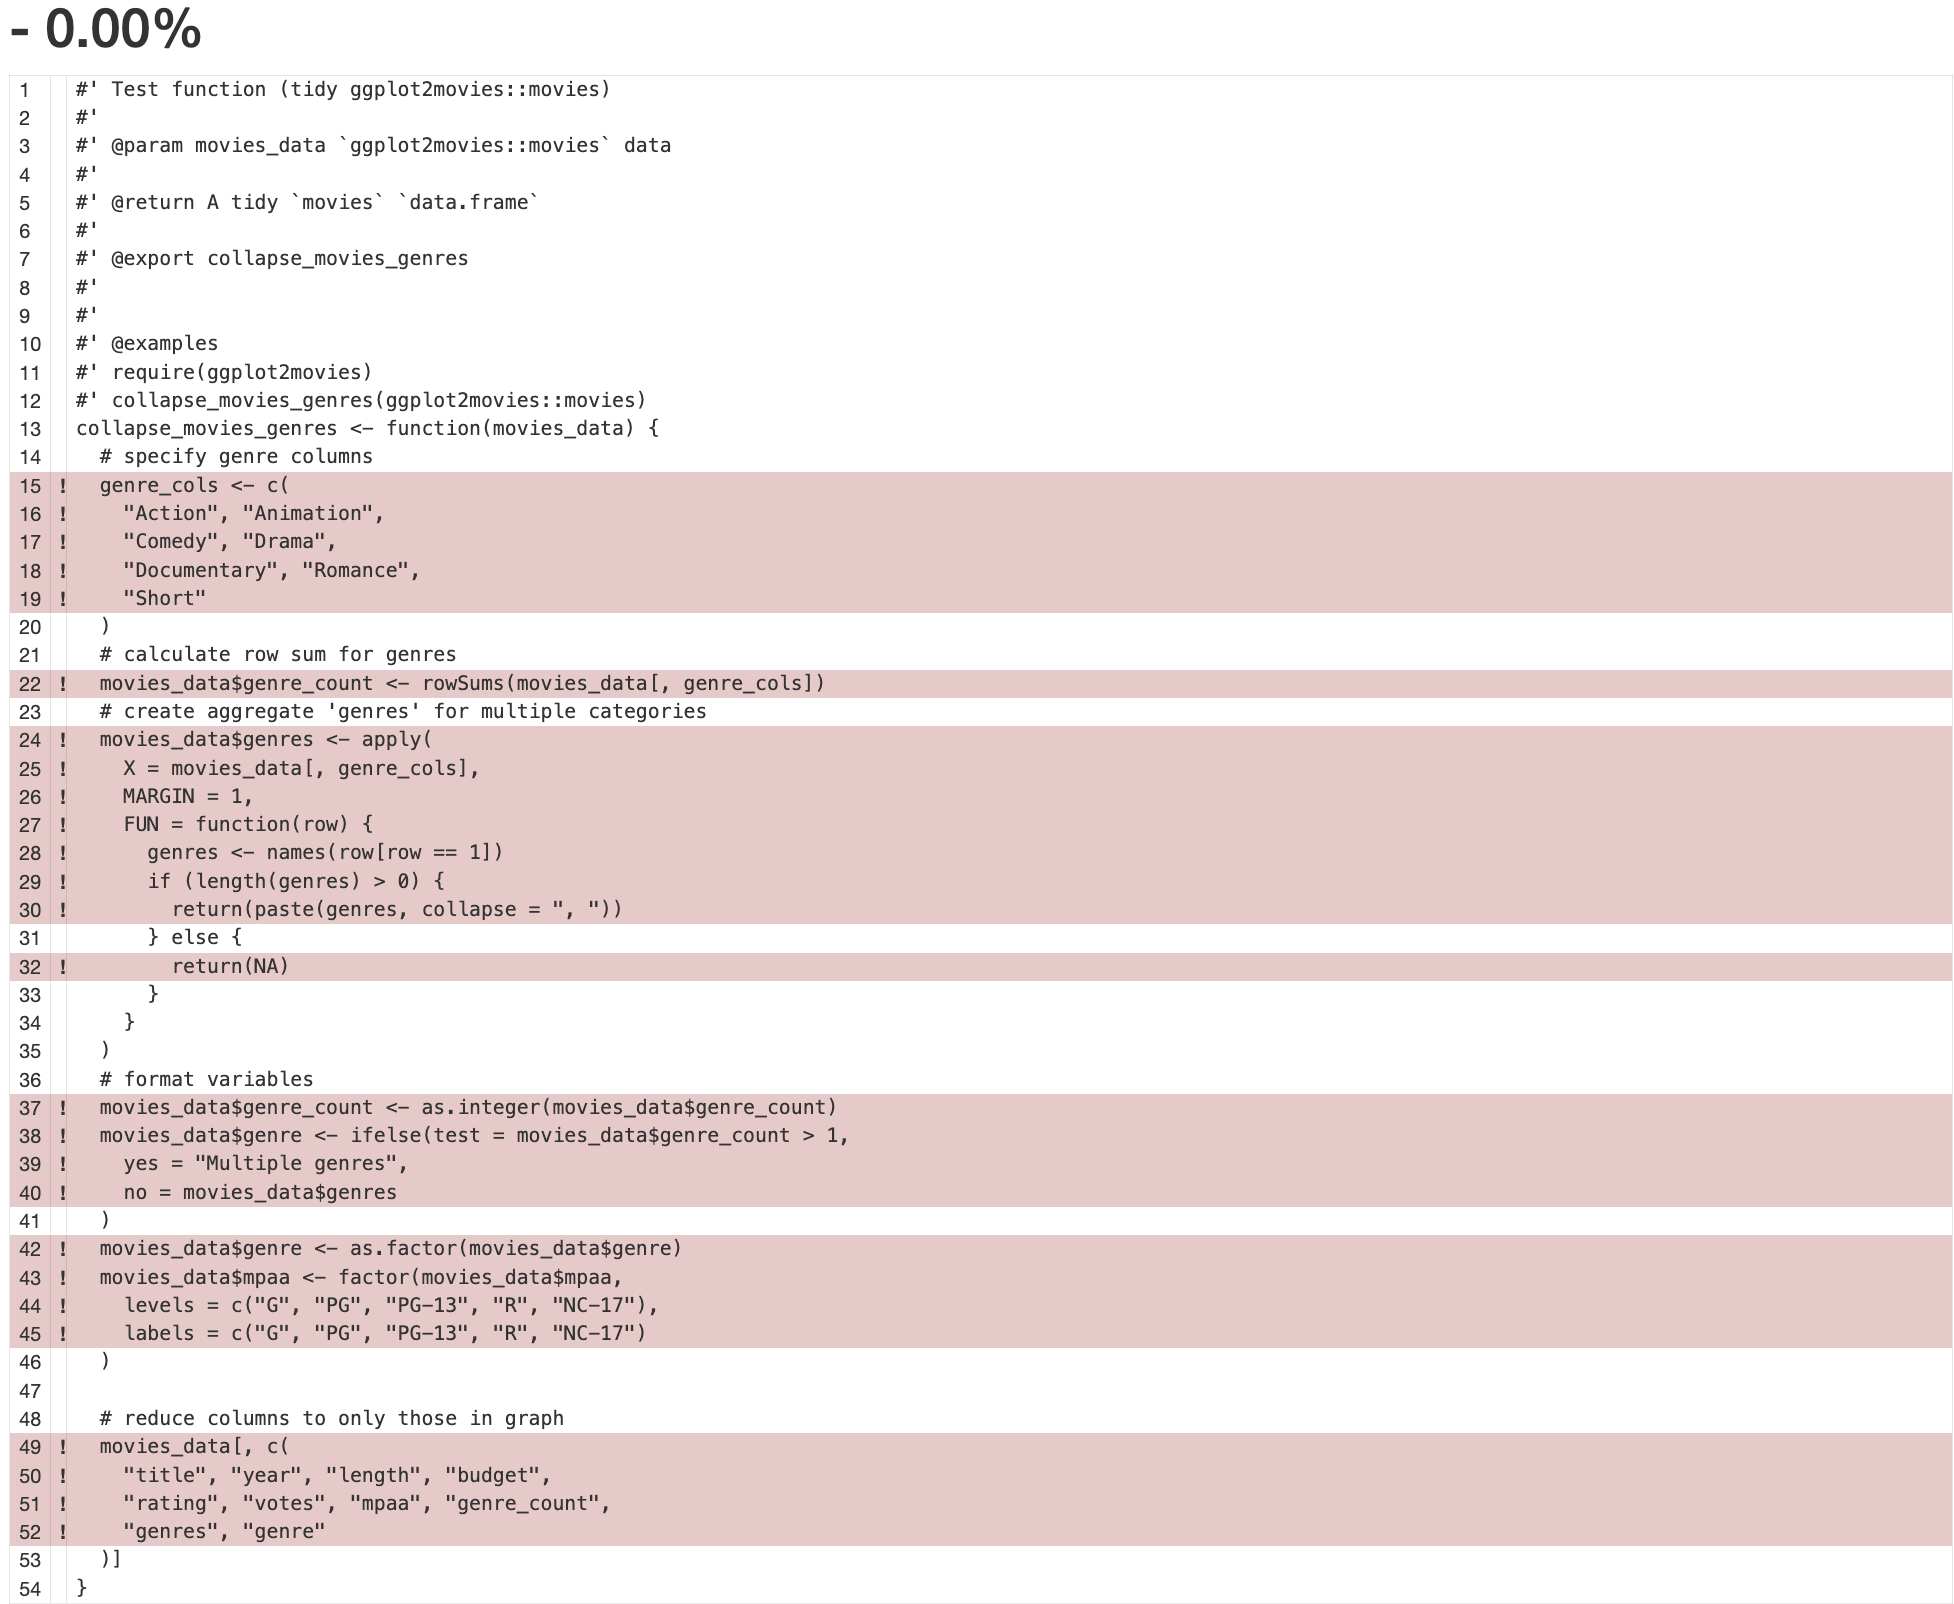 - 0.00%
1 #' Test function (tidy ggplot2movies::movies)
2 #'
3 #' @param movies_data `ggplot2movies::movies` data
4 #'
5 #' @return A tidy `movies` `data.frame`
6 #'
7 #' @export collapse_movies_genres
8 #'
9 #'
10 #' @examples
11 #' require(ggplot2movies)
12 #' collapse_movies_genres(ggplot2movies::movies)
13 collapse_movies_genres <- function(movies_data) {
14   # specify genre columns
15 !   genre_cols <- c(
16 !     "Action", "Animation",
17 !     "Comedy", "Drama",
18 !     "Documentary", "Romance",
19 !     "Short"
20   )
21   # calculate row sum for genres
22 !   movies_data$genre_count <- rowSums(movies_data[, genre_cols])
23   # create aggregate 'genres' for multiple categories
24 !   movies_data$genres <- apply(
25 !     X = movies_data[, genre_cols],
26 !     MARGIN = 1,
27 !     FUN = function(row) {
28 !       genres <- names(row[row == 1])
29 !       if (length(genres) > 0) {
30 !         return(paste(genres, collapse = ", "))
31       } else {
32 !         return(NA)
33       }
34     }
35   )
36   # format variables
37 !   movies_data$genre_count <- as.integer(movies_data$genre_count)
38 !   movies_data$genre <- ifelse(test = movies_data$genre_count > 1,
39 !     yes = "Multiple genres",
40 !     no = movies_data$genres
41   )
42 !   movies_data$genre <- as.factor(movies_data$genre)
43 !   movies_data$mpaa <- factor(movies_data$mpaa,
44 !     levels = c("G", "PG", "PG-13", "R", "NC-17"),
45 !     labels = c("G", "PG", "PG-13", "R", "NC-17")
46   )
47
48   # reduce columns to only those in graph
49 !   movies_data[, c(
50 !     "title", "year", "length", "budget",
51 !     "rating", "votes", "mpaa", "genre_count",
52 !     "genres", "genre"
53   )]
54 }